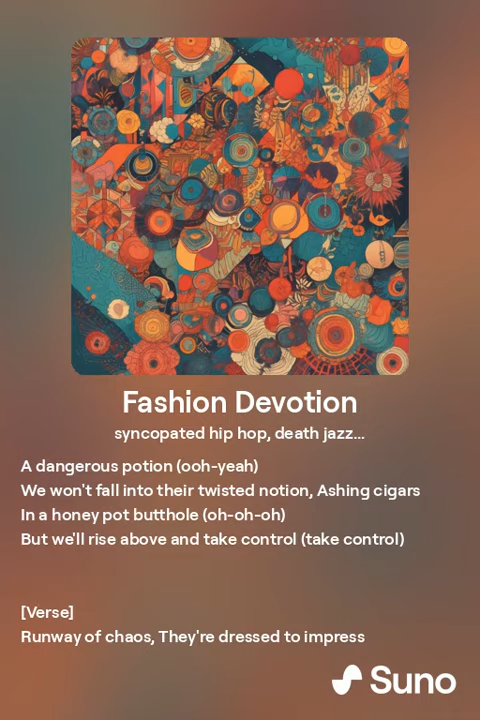 Fashion Devotion
syncopated hip hop, death jazz...
A dangerous potion (ooh-yeah)
We won't fall into their twisted notion, Ashing cigars
In a honey pot butthole (oh-oh-oh)
But we'll rise above and take control (take control)
[Verse]
Runway of chaos, They're dressed to impress
Suno